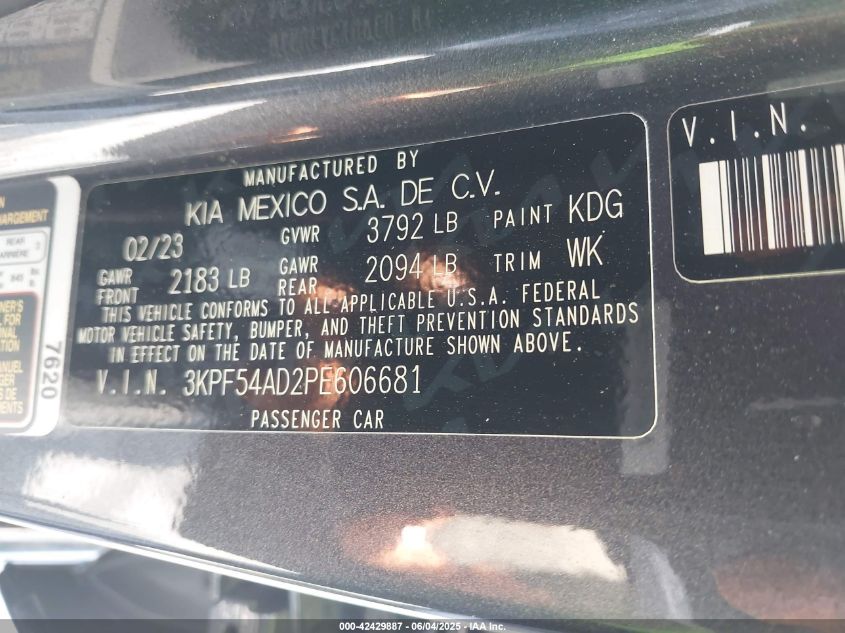 MANUFACTURED BY
KIA MEXICO S.A. DE C.V.
02/23 GVWR 3792 LB PAINT KDG
GAWR FRONT 2183 LB GAWR REAR 2094 LB TRIM WK
THIS VEHICLE CONFORMS TO ALL APPLICABLE U.S.A. FEDERAL
MOTOR VEHICLE SAFETY, BUMPER, AND THEFT PREVENTION STANDARDS
IN EFFECT ON THE DATE OF MANUFACTURE SHOWN ABOVE.
V.I.N. 3KPF54AD2PE606681
PASSENGER CAR
V.I.N.
REAR
7620
000-42429887 - 06/04/2025 - IAA Inc.